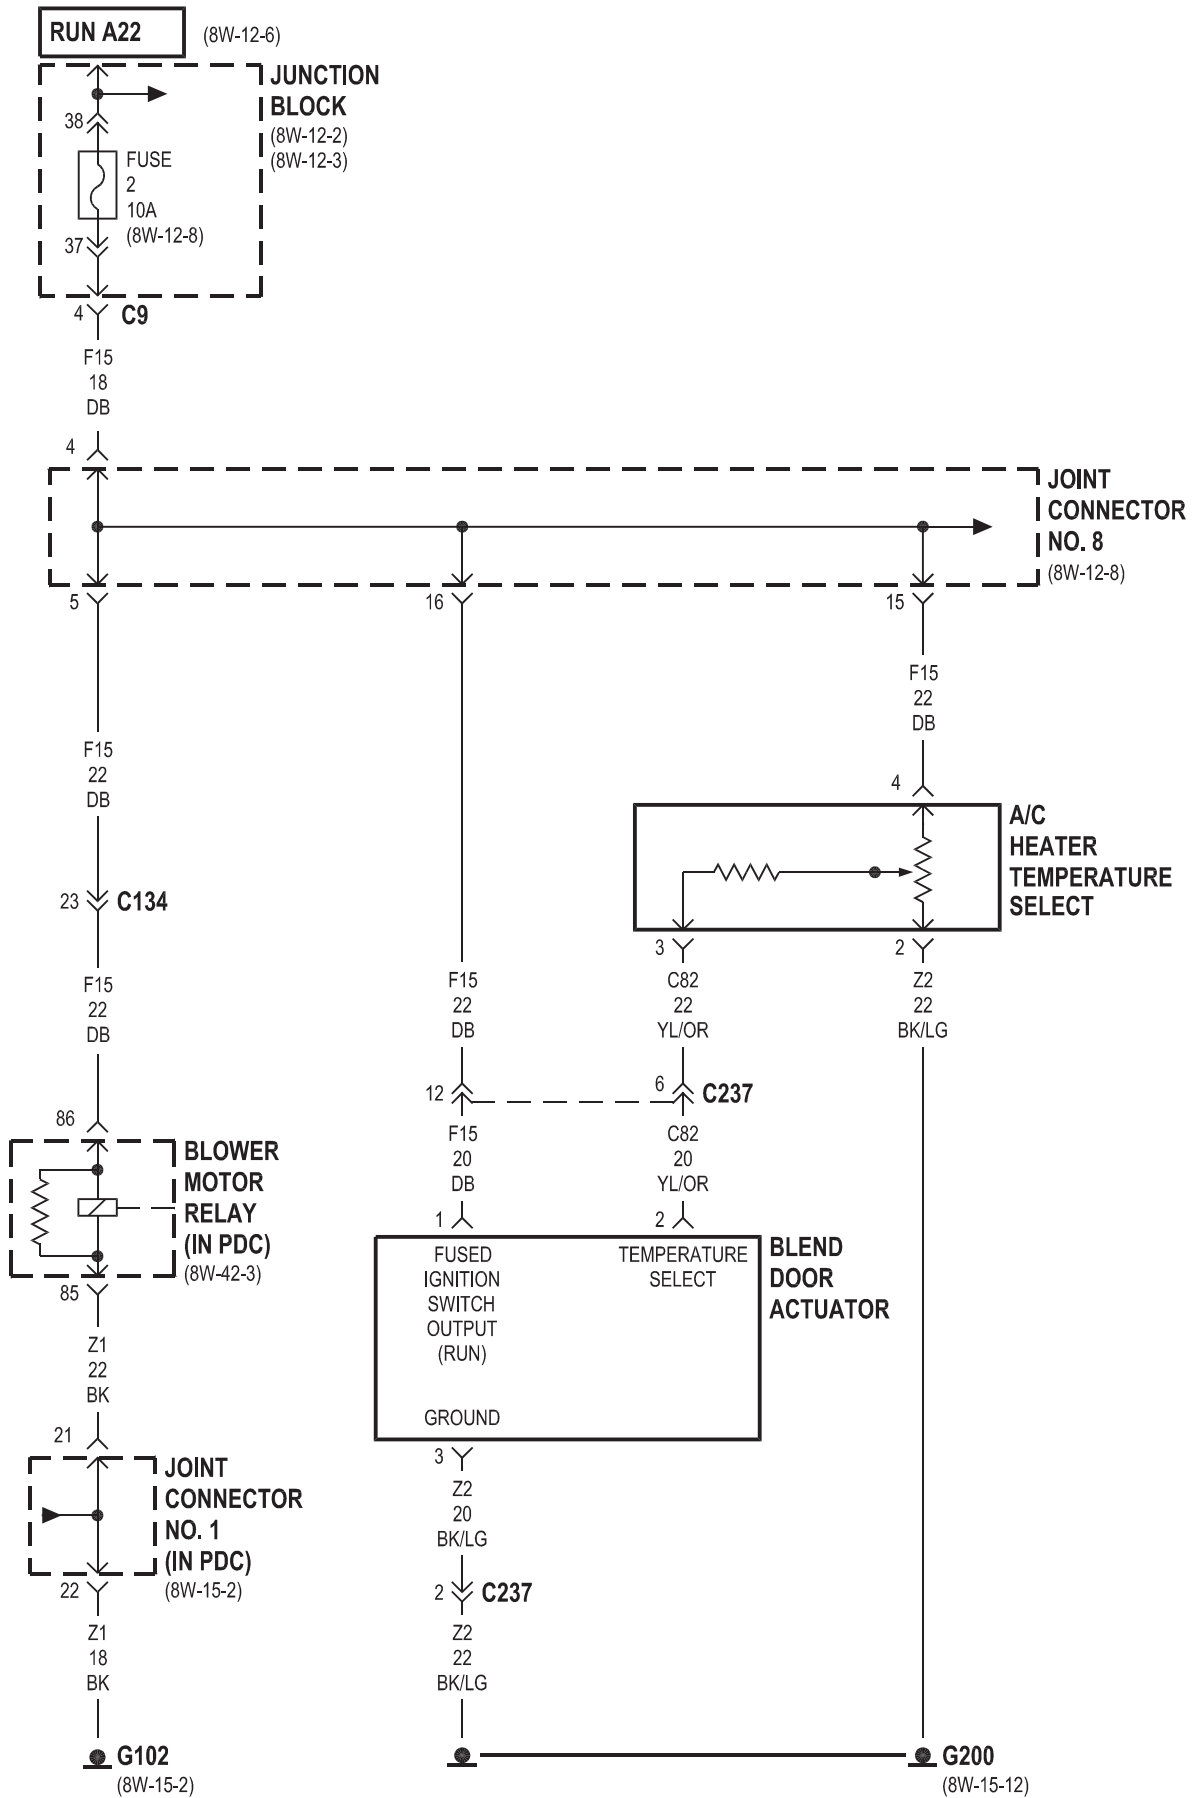 RUN A22
(8W-12-6)
JUNCTION
BLOCK
(8W-12-2)
(8W-12-3)
38
FUSE
2
10A
(8W-12-8)
37
4
C9
F15
18
DB
4
JOINT
CONNECTOR
NO. 8
(8W-12-8)
5
16
15
F15
22
DB
F15
22
DB
4
A/C
HEATER
TEMPERATURE
SELECT
23
C134
3
2
F15
22
DB
F15
22
DB
C82
22
YL/OR
Z2
22
BK/LG
12
6
C237
86
F15
20
DB
C82
20
YL/OR
BLOWER
MOTOR
RELAY
(IN PDC)
(8W-42-3)
1
2
FUSED
IGNITION
SWITCH
OUTPUT
(RUN)
TEMPERATURE
SELECT
BLEND
DOOR
ACTUATOR
85
Z1
22
BK
GROUND
21
3
JOINT
CONNECTOR
NO. 1
(IN PDC)
(8W-15-2)
Z2
20
BK/LG
22
2
C237
Z1
18
BK
Z2
22
BK/LG
G102
(8W-15-2)
G200
(8W-15-12)